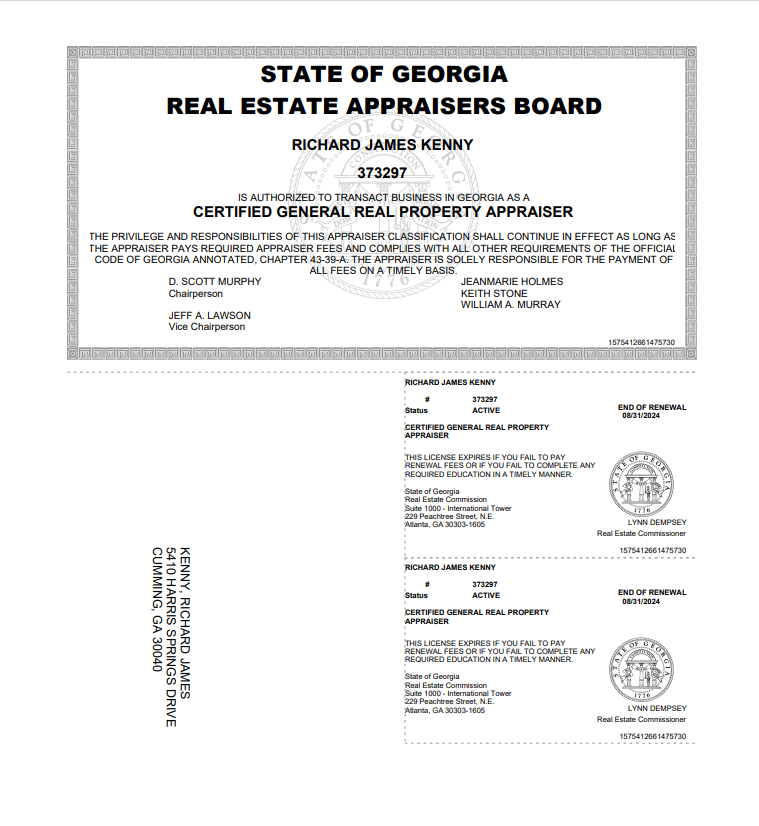 STATE OF GEORGIA
REAL ESTATE APPRAISERS BOARD
RICHARD JAMES KENNY
373297
IS AUTHORIZED TO TRANSACT BUSINESS IN GEORGIA AS A
CERTIFIED GENERAL REAL PROPERTY APPRAISER
THE PRIVILEGE AND RESPONSIBILITIES OF THIS APPRAISER CLASSIFICATION SHALL CONTINUE IN EFFECT AS LONG AS
THE APPRAISER PAYS REQUIRED APPRAISER FEES AND COMPLIES WITH ALL OTHER REQUIREMENTS OF THE OFFICIAL
CODE OF GEORGIA ANNOTATED, CHAPTER 43-39-A. THE APPRAISER IS SOLELY RESPONSIBLE FOR THE PAYMENT OF
ALL FEES ON A TIMELY BASIS.
D. SCOTT MURPHY
Chairperson
JEFF A. LAWSON
Vice Chairperson
JEANMARIE HOLMES
KEITH STONE
WILLIAM A. MURRAY
1575412661475730
STATE OF GEORGIA
CONSTITUTION
1776
RICHARD JAMES KENNY
# 373297
Status ACTIVE
END OF RENEWAL
08/31/2024
CERTIFIED GENERAL REAL PROPERTY
APPRAISER
THIS LICENSE EXPIRES IF YOU FAIL TO PAY
RENEWAL FEES OR IF YOU FAIL TO COMPLETE ANY
REQUIRED EDUCATION IN A TIMELY MANNER.
State of Georgia
Real Estate Commission
Suite 1000 - International Tower
229 Peachtree Street, N.E.
Atlanta, GA 30303-1605
STATE OF GEORGIA
1776
LYNN DEMPSEY
Real Estate Commissioner
1575412661475730
RICHARD JAMES KENNY
# 373297
Status ACTIVE
END OF RENEWAL
08/31/2024
CERTIFIED GENERAL REAL PROPERTY
APPRAISER
THIS LICENSE EXPIRES IF YOU FAIL TO PAY
RENEWAL FEES OR IF YOU FAIL TO COMPLETE ANY
REQUIRED EDUCATION IN A TIMELY MANNER.
State of Georgia
Real Estate Commission
Suite 1000 - International Tower
229 Peachtree Street, N.E.
Atlanta, GA 30303-1605
STATE OF GEORGIA
1776
LYNN DEMPSEY
Real Estate Commissioner
1575412661475730
KENNY, RICHARD JAMES
5410 HARRIS SPRINGS DRIVE
CUMMING, GA 30040